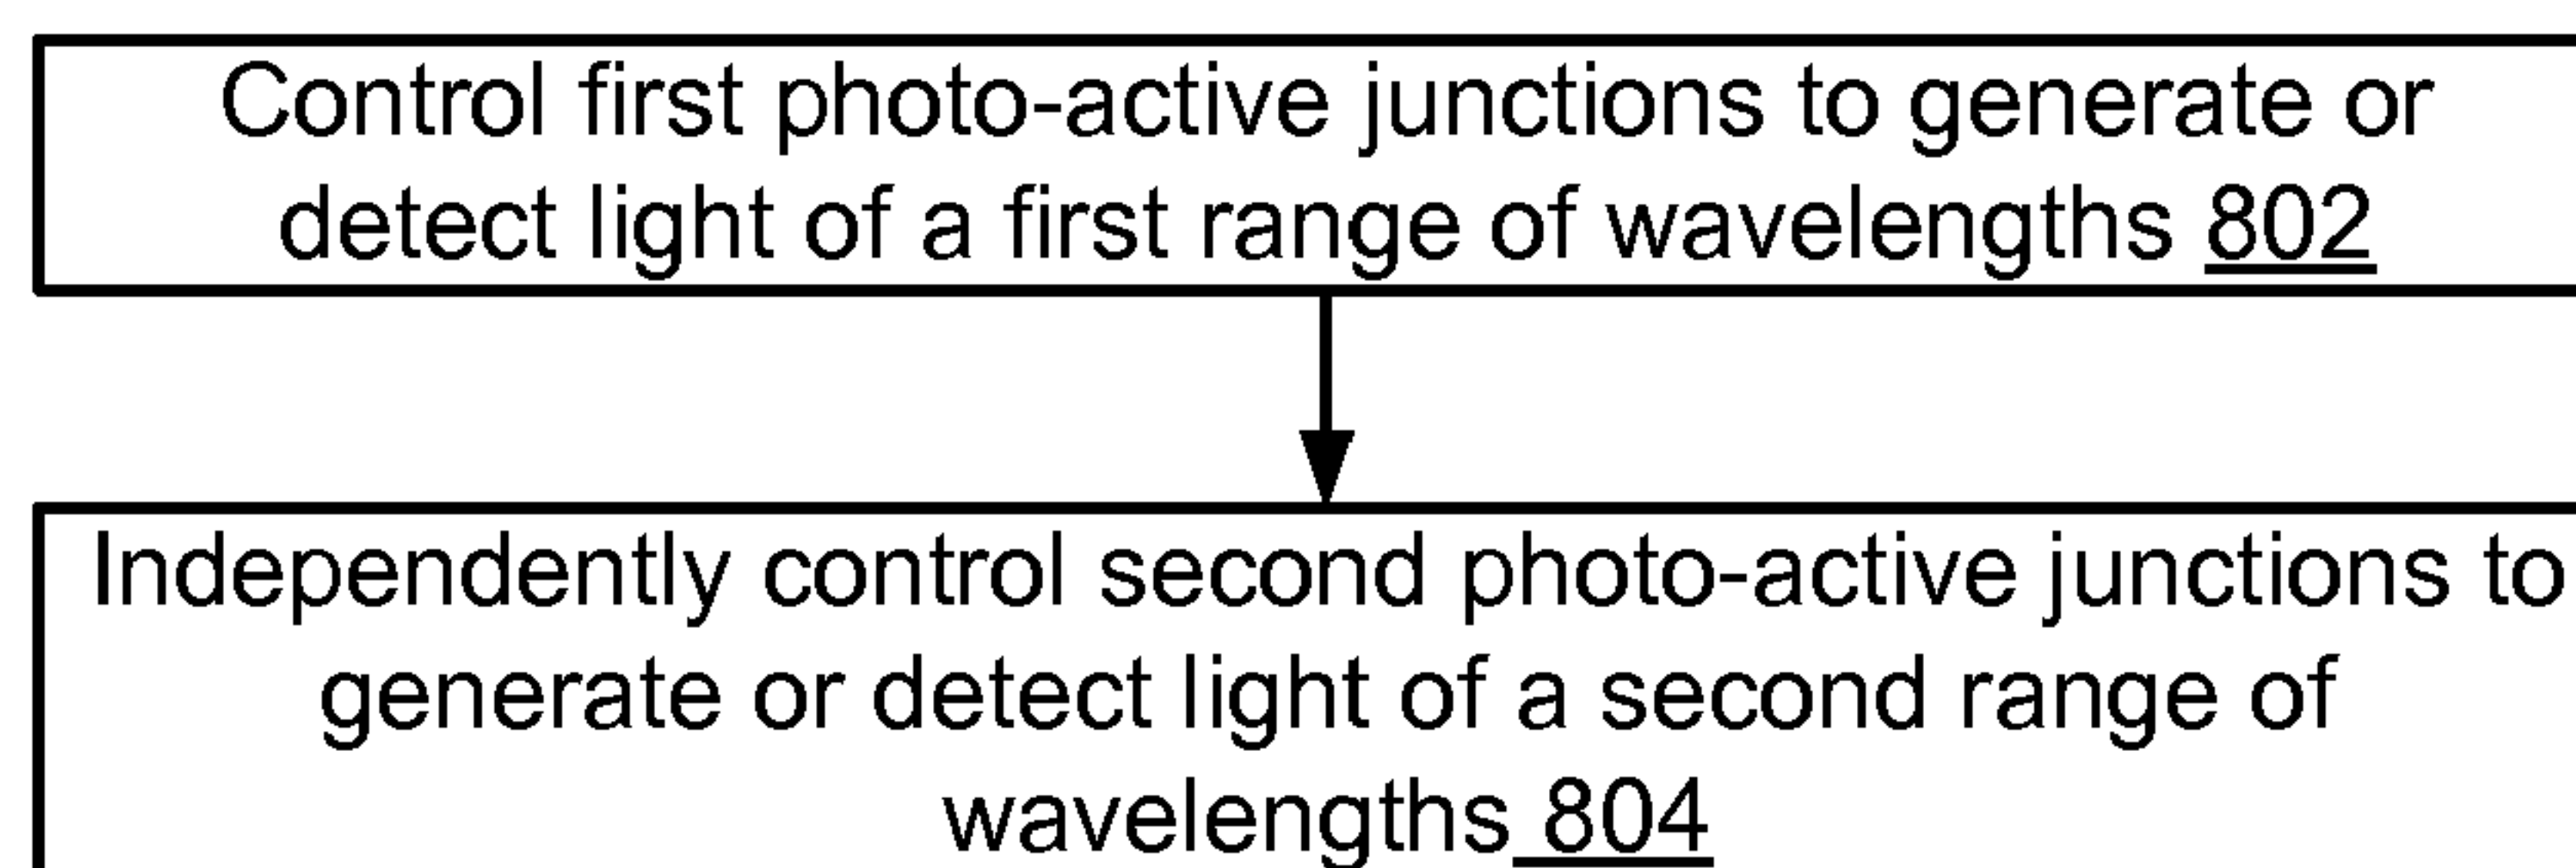 Control first photo-active junctions to generate or
detect light of a first range of wavelengths 802
Independently control second photo-active junctions to
generate or detect light of a second range of
wavelengths 804